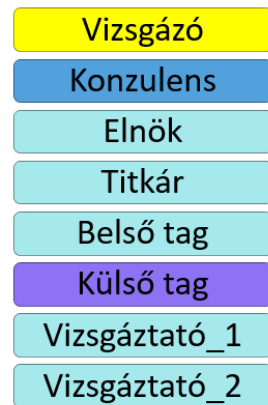 Vizsgázó
Konzulens
Elnök
Titkár
Belső tag
Külső tag
Vizsgáztató_1
Vizsgáztató_2